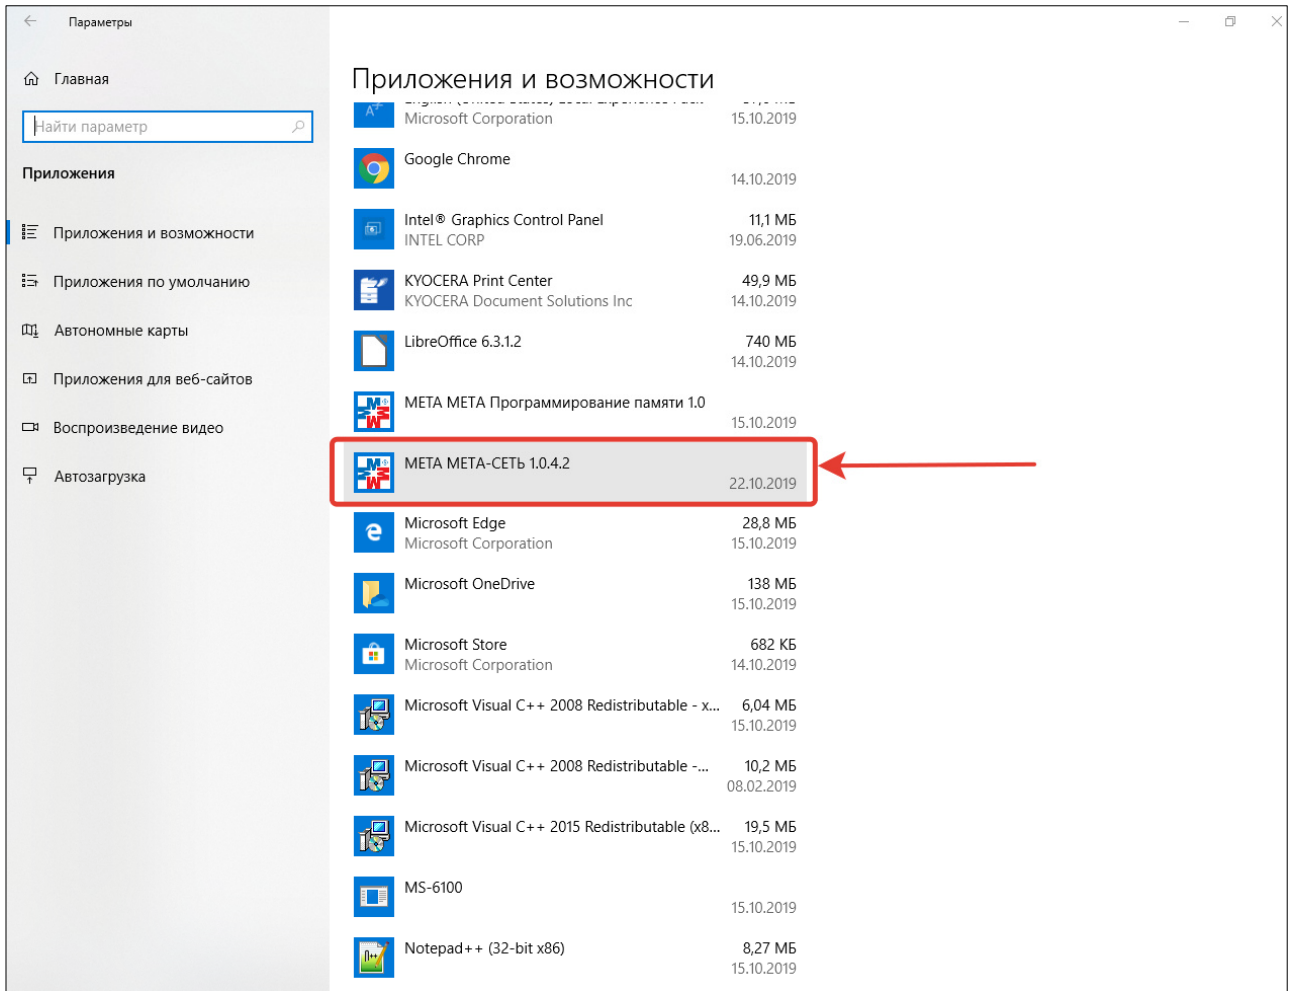 Параметры
Главная
Найти параметр
Приложения
Приложения и возможности
Приложения по умолчанию
Автономные карты
Приложения для веб-сайтов
Воспроизведение видео
Автозагрузка
Приложения и возможности
Microsoft Corporation 15.10.2019
Google Chrome
14.10.2019
Intel® Graphics Control Panel 11,1 МБ
INTEL CORP 19.06.2019
KYOCERA Print Center 49,9 МБ
KYOCERA Document Solutions Inc 14.10.2019
LibreOffice 6.3.1.2 740 МБ
14.10.2019
МЕТА МЕТА Программирование памяти 1.0
15.10.2019
МЕТА МЕТА-СЕТЬ 1.0.4.2
22.10.2019
Microsoft Edge 28,8 МБ
Microsoft Corporation 15.10.2019
Microsoft OneDrive 138 МБ
15.10.2019
Microsoft Store 682 КБ
Microsoft Corporation 14.10.2019
Microsoft Visual C++ 2008 Redistributable - x... 6,04 МБ
15.10.2019
Microsoft Visual C++ 2008 Redistributable -... 10,2 МБ
08.02.2019
Microsoft Visual C++ 2015 Redistributable (x8... 19,5 МБ
15.10.2019
MS-6100
15.10.2019
Notepad++ (32-bit x86) 8,27 МБ
15.10.2019